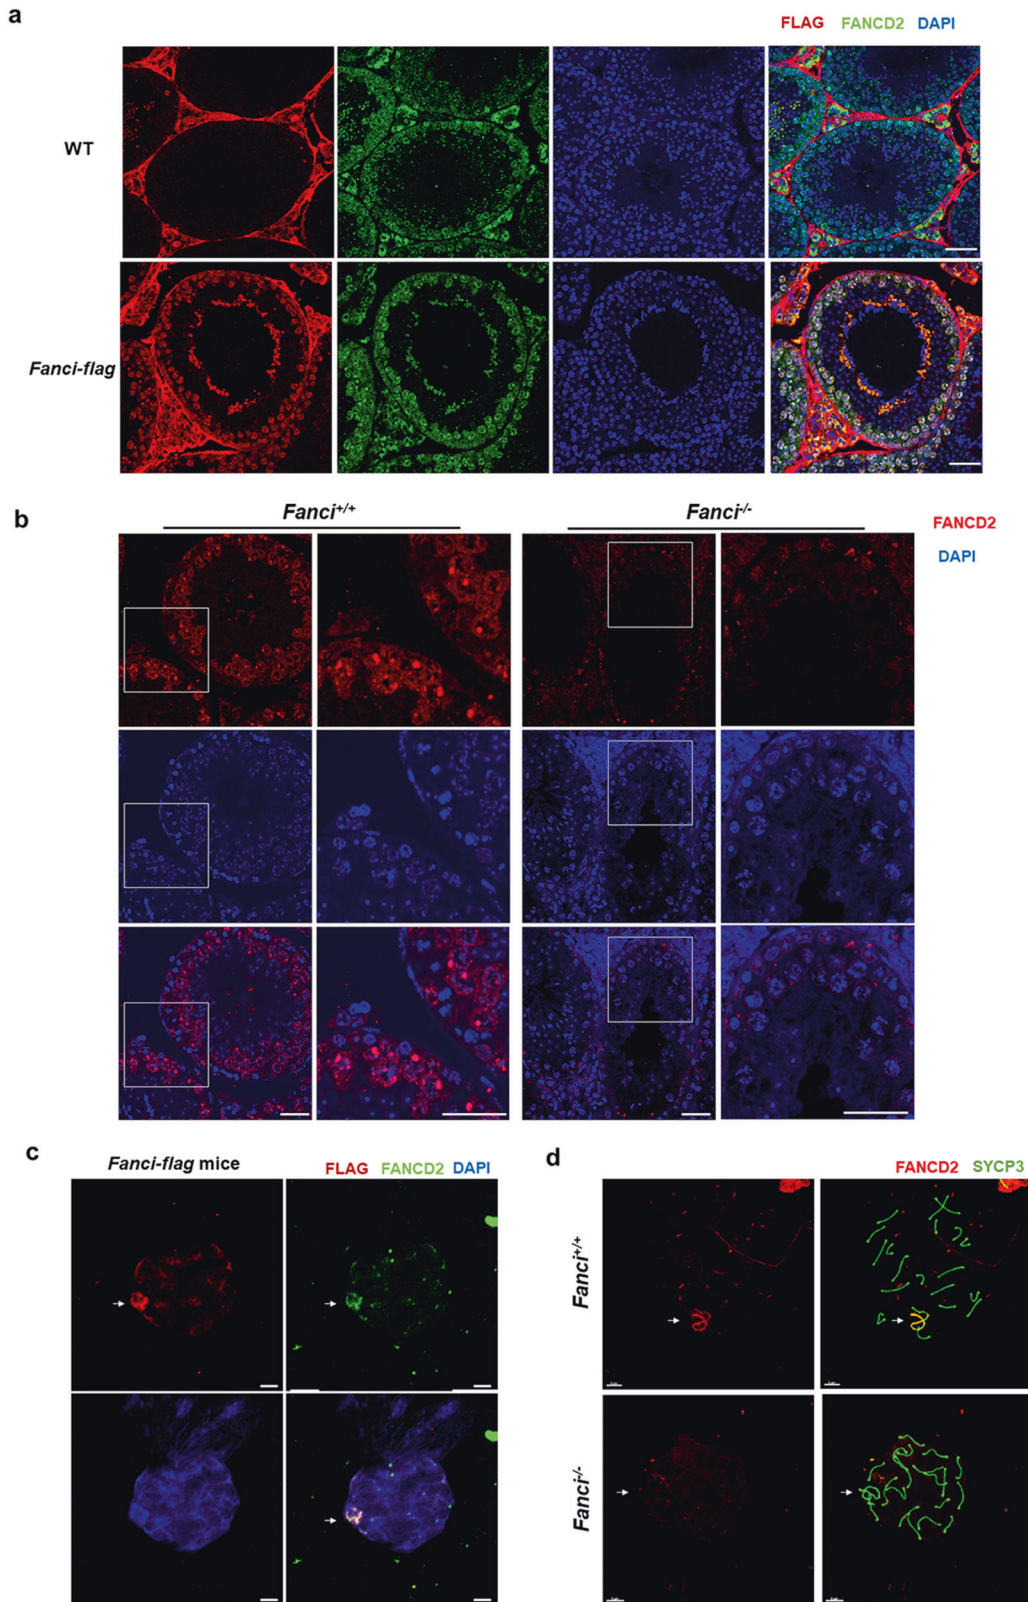 a
FLAG FANCD2 DAPI
WT
Fanci-flag
b
Fanci+/+ Fanci-/-
FANCD2
DAPI
c
Fanci-flag mice
FLAG FANCD2 DAPI
d
FANCD2 SYCP3
Fanci+/+
Fanci-/-